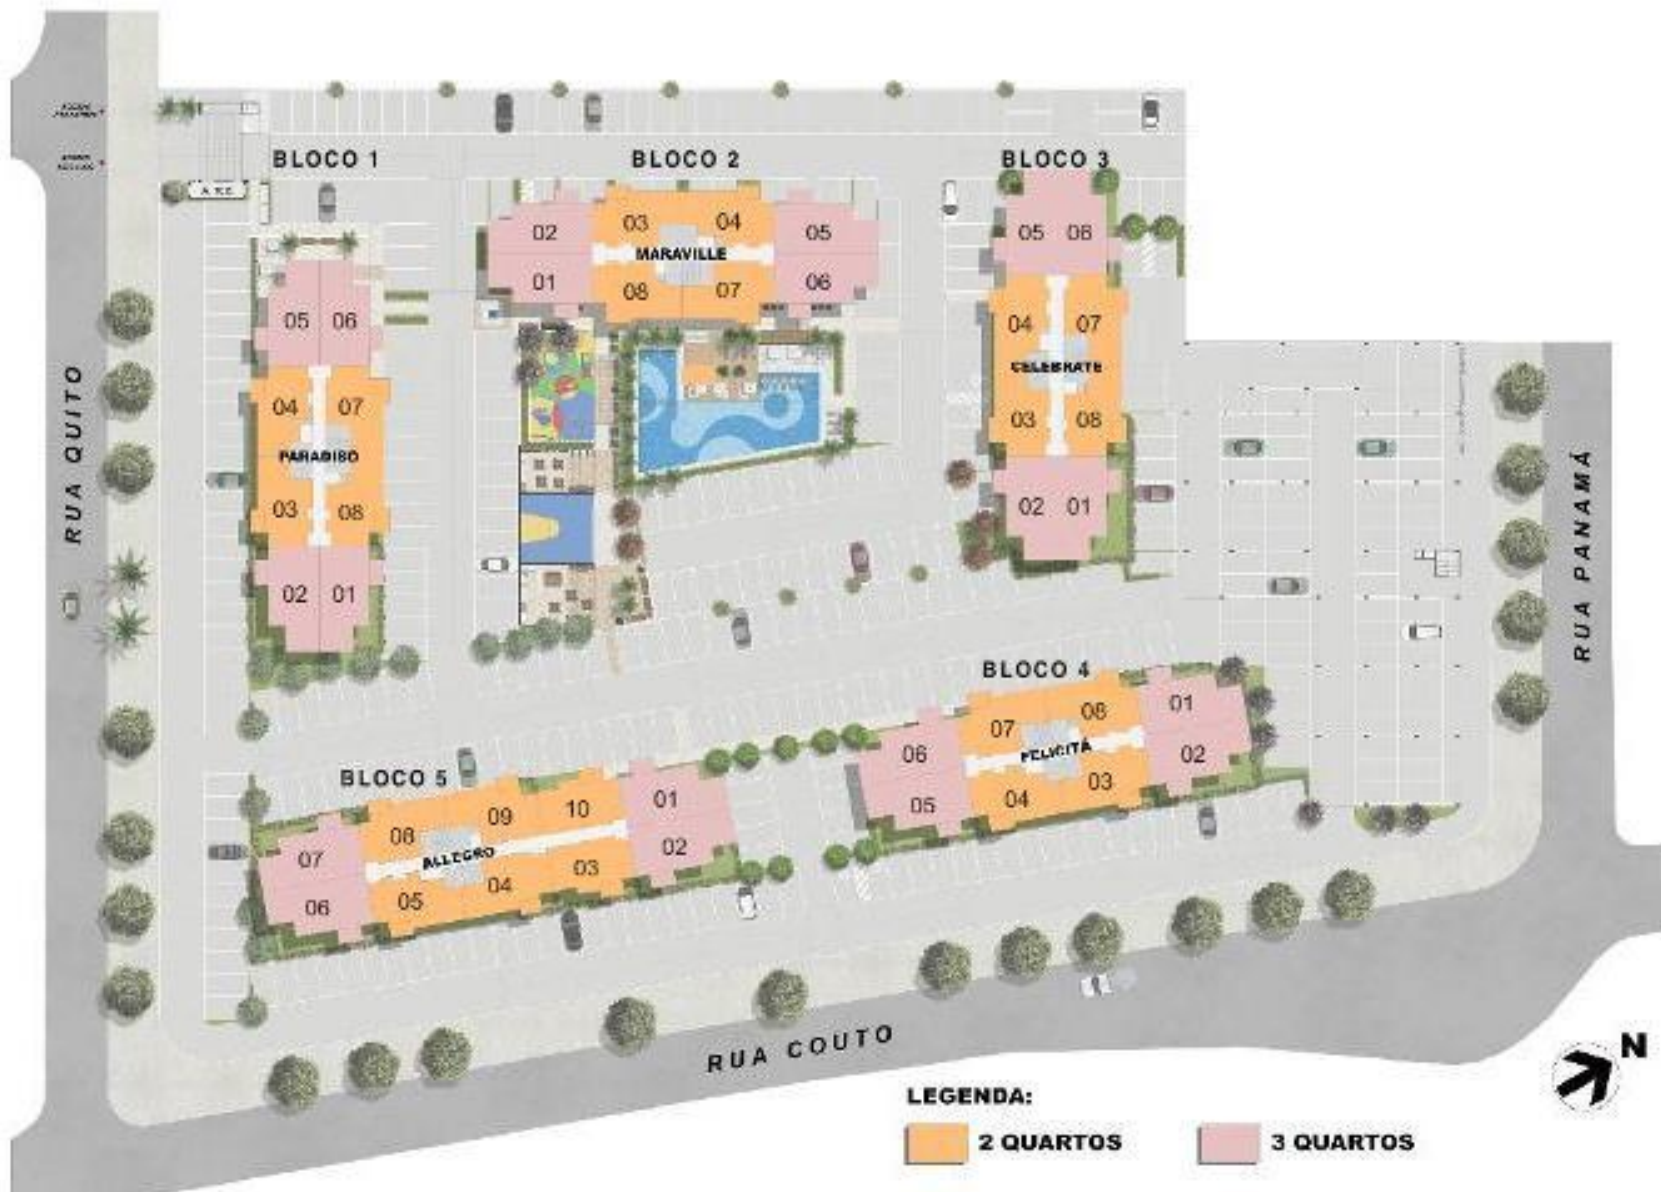 BLOCO 1
BLOCO 2
BLOCO 3
02
03
04
05
MARAVILLE
01
08
07
06
05
06
04
07
PARADISO
03
08
02
01
05
06
04
07
CELEBRATE
03
08
02
01
RUA QUITO
RUA PANAMÁ
BLOCO 4
06
07
08
01
FELICITÁ
05
04
03
02
BLOCO 5
07
08
09
10
01
ALLEGRO
06
05
04
03
02
RUA COUTO
N
LEGENDA:
2 QUARTOS
3 QUARTOS